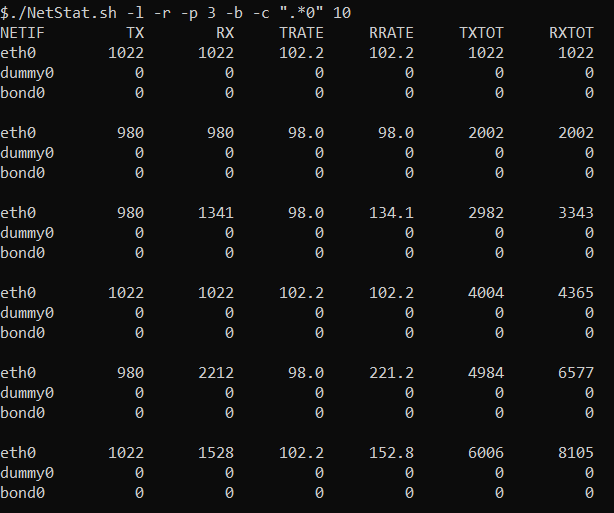 $./NetStat.sh -l -r -p 3 -b -c ".*0" 10
NETIF TX RX TRATE RRATE TXTOT RXTOT
eth0 1022 1022 102.2 102.2 1022 1022
dummy0 0 0 0 0 0 0
bond0 0 0 0 0 0 0

eth0 980 980 98.0 98.0 2002 2002
dummy0 0 0 0 0 0 0
bond0 0 0 0 0 0 0

eth0 980 1341 98.0 134.1 2982 3343
dummy0 0 0 0 0 0 0
bond0 0 0 0 0 0 0

eth0 1022 1022 102.2 102.2 4004 4365
dummy0 0 0 0 0 0 0
bond0 0 0 0 0 0 0

eth0 980 2212 98.0 221.2 4984 6577
dummy0 0 0 0 0 0 0
bond0 0 0 0 0 0 0

eth0 1022 1528 102.2 152.8 6006 8105
dummy0 0 0 0 0 0 0
bond0 0 0 0 0 0 0